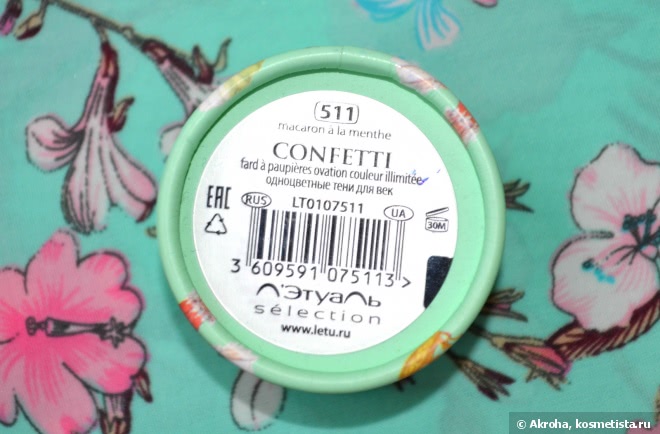 511
macaron à la menthe
CONFETTI
fard à paupières ovation couleur illimitée
одноцветные тени для век
EAC RUS LT0107511 UA 30M
3 609591 075113 >
Л'Этуаль
sélection
www.letu.ru
© Akroha, kosmetista.ru